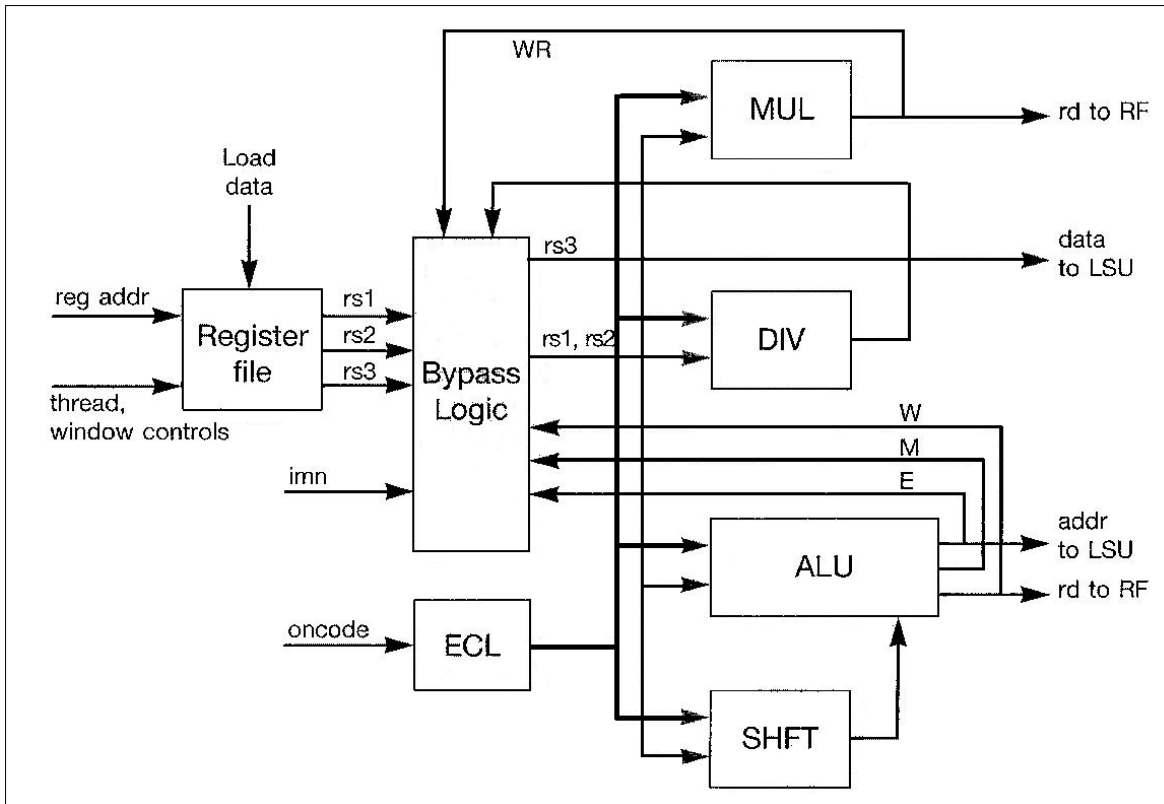 WR
MUL
rd to RF
Load
data
rs3
data
to LSU
reg addr
rs1
Register
file
rs2
rs3
Bypass
Logic
rs1, rs2
DIV
thread,
window controls
W
M
E
imn
ALU
addr
to LSU
rd to RF
oncode
ECL
SHFT